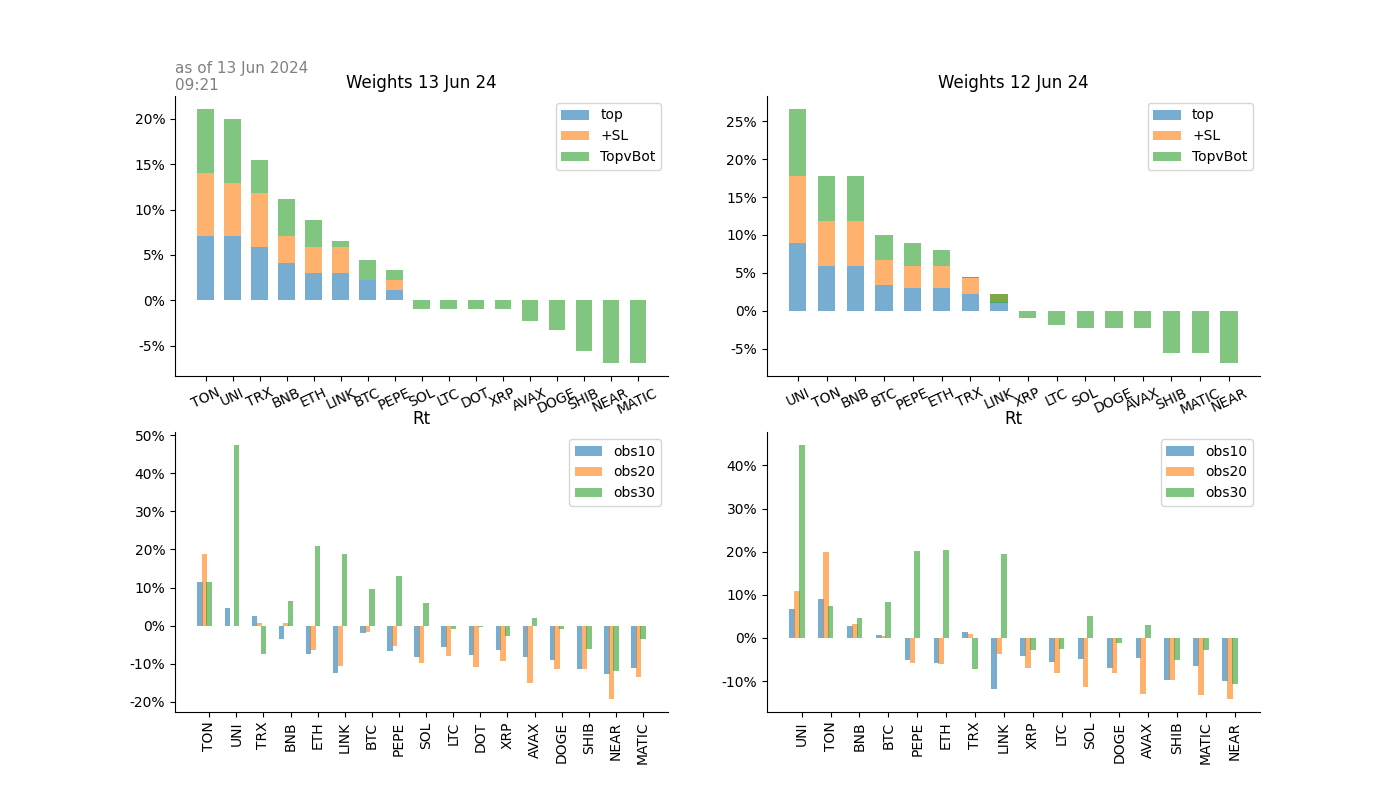 as of 13 Jun 2024
09:21
Weights 13 Jun 24
top
+SL
TopvBot
20%
15%
10%
5%
0%
-5%
TON UNI TRX BNB ETH LINK BTC PEPE SOL LTC DOT XRP AVAX DOGE SHIB NEAR MATIC
Weights 12 Jun 24
top
+SL
TopvBot
25%
20%
15%
10%
5%
0%
-5%
UNI TON BNB BTC PEPE ETH TRX LINK XRP LTC SOL DOGE AVAX SHIB MATIC NEAR
Rt
obs10
obs20
obs30
50%
40%
30%
20%
10%
0%
-10%
-20%
TON UNI TRX BNB ETH LINK BTC PEPE SOL LTC DOT XRP AVAX DOGE SHIB NEAR MATIC
Rt
obs10
obs20
obs30
40%
30%
20%
10%
0%
-10%
UNI TON BNB BTC PEPE ETH TRX LINK XRP LTC SOL DOGE AVAX SHIB MATIC NEAR